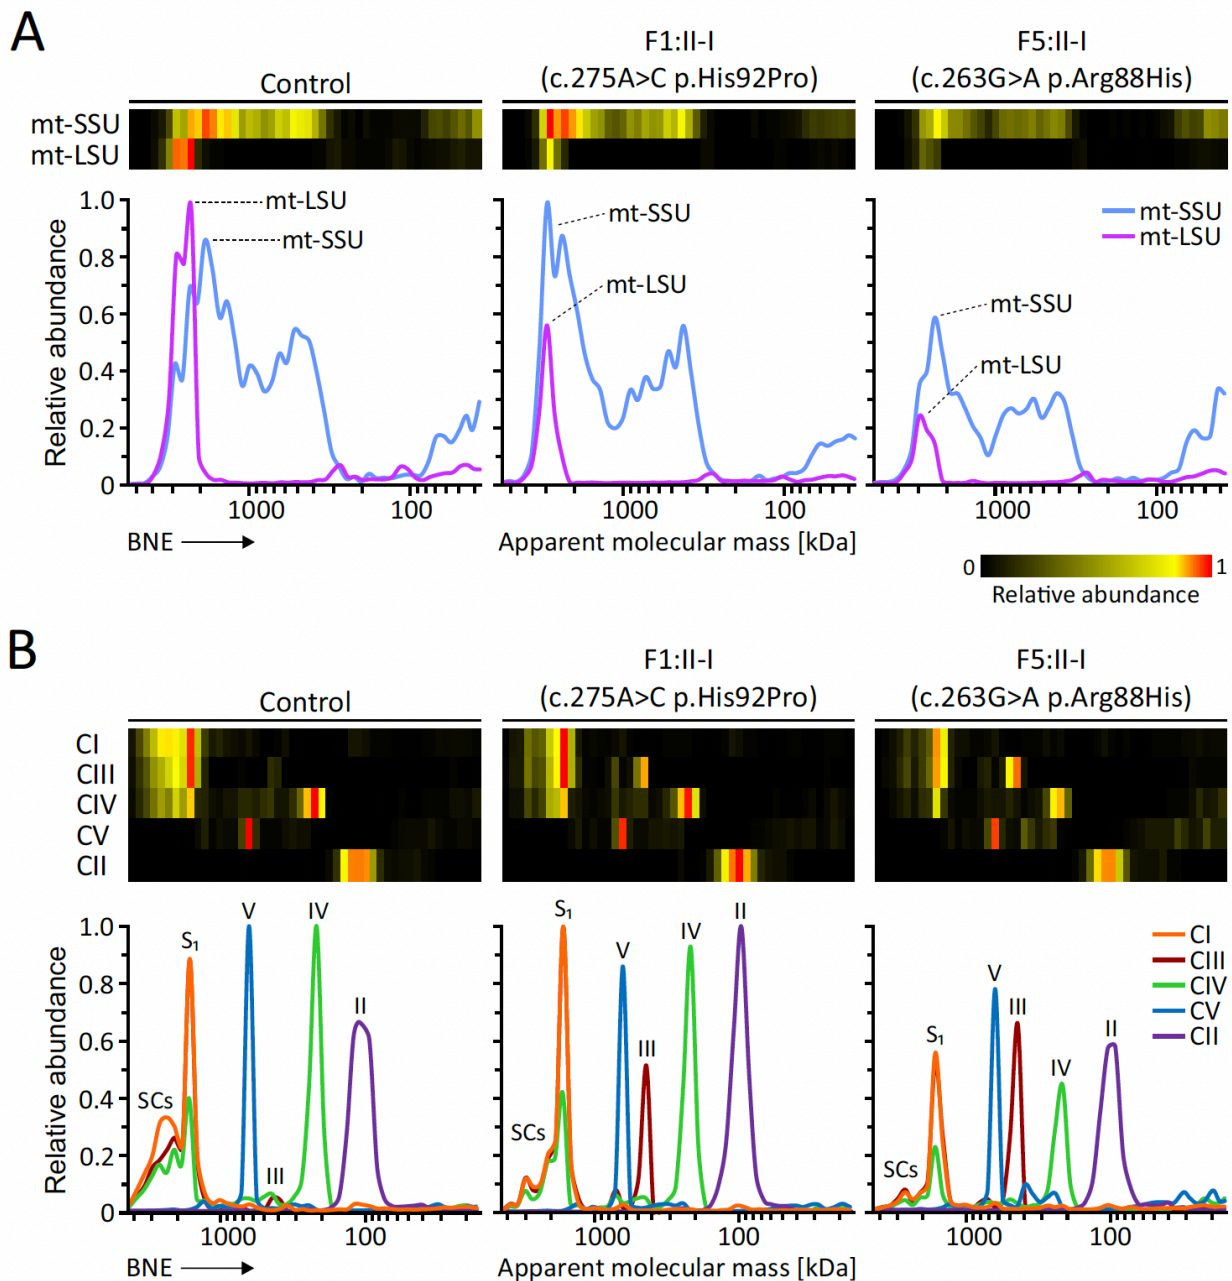 A
F1:II-I
F5:II-I
Control
(c.275A>C p.His92Pro)
(c.263G>A p.Arg88His)
mt-SSU
mt-LSU
1.0
0.8
0.6
0.4
0.2
0
Relative abundance
mt-LSU
mt-SSU
mt-SSU
mt-LSU
mt-SSU
mt-LSU
mt-SSU
mt-LSU
1000 100
1000 100
1000 100
BNE
Apparent molecular mass [kDa]
0 1
Relative abundance
B
F1:II-I
F5:II-I
Control
(c.275A>C p.His92Pro)
(c.263G>A p.Arg88His)
CI
CIII
CIV
CV
CII
1.0
0.8
0.6
0.4
0.2
0
Relative abundance
SCs
S₁
V
III
IV
II
SCs
S₁
V
III
IV
II
SCs
S₁
V
III
IV
II
CI
CIII
CIV
CV
CII
1000 100
1000 100
1000 100
BNE
Apparent molecular mass [kDa]